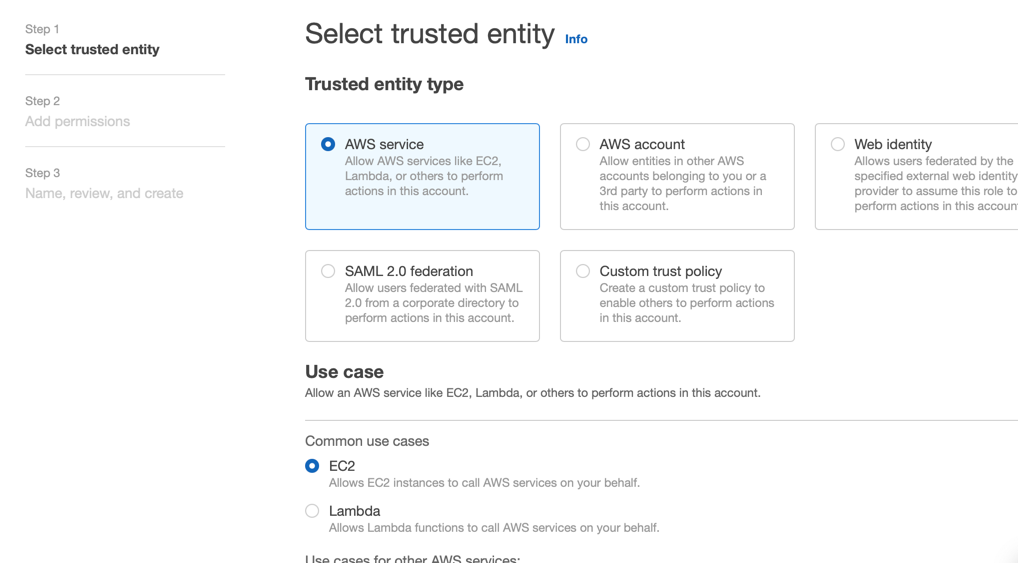 Step 1
Select trusted entity
Step 2
Add permissions
Step 3
Name, review, and create
Select trusted entity Info
Trusted entity type
AWS service
Allow AWS services like EC2,
Lambda, or others to perform
actions in this account.
AWS account
Allow entities in other AWS
accounts belonging to you or a
3rd party to perform actions in
this account.
Web identity
Allows users federated by the
specified external web identity
provider to assume this role to
perform actions in this accoun
SAML 2.0 federation
Allow users federated with SAML
2.0 from a corporate directory to
perform actions in this account.
Custom trust policy
Create a custom trust policy to
enable others to perform actions
in this account.
Use case
Allow an AWS service like EC2, Lambda, or others to perform actions in this account.
Common use cases
EC2
Allows EC2 instances to call AWS services on your behalf.
Lambda
Allows Lambda functions to call AWS services on your behalf.
Use cases for other AWS services: